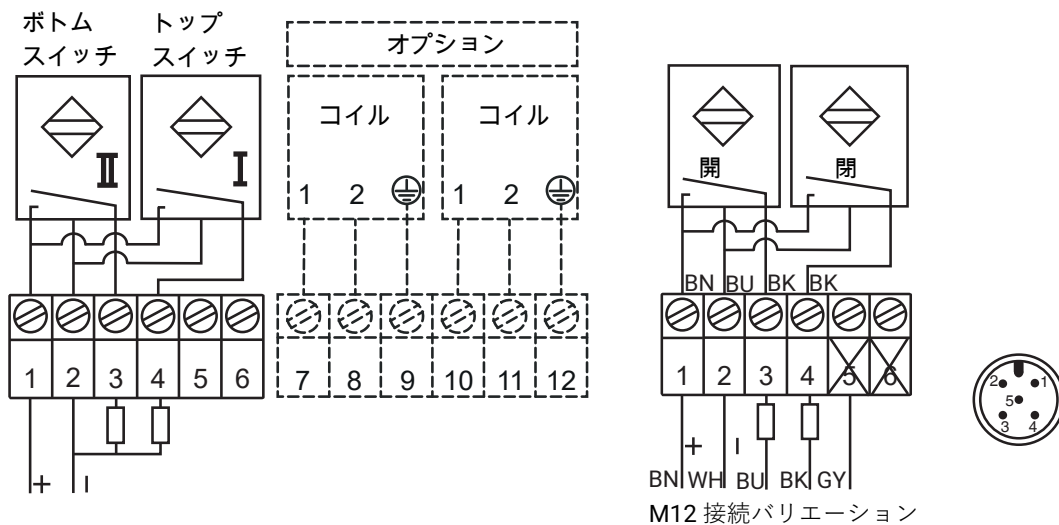 ボトム トップ
スイッチ スイッチ
オプション
コイル コイル
II I
開 閉
1 2 1 2
BN BU BK BK
1 2 3 4 5 6
7 8 9 10 11 12
1 2 3 4 5 6
2 1
5
3 4
+ −
+ −
BN WH BU BK GY
M12 接続バリエーション